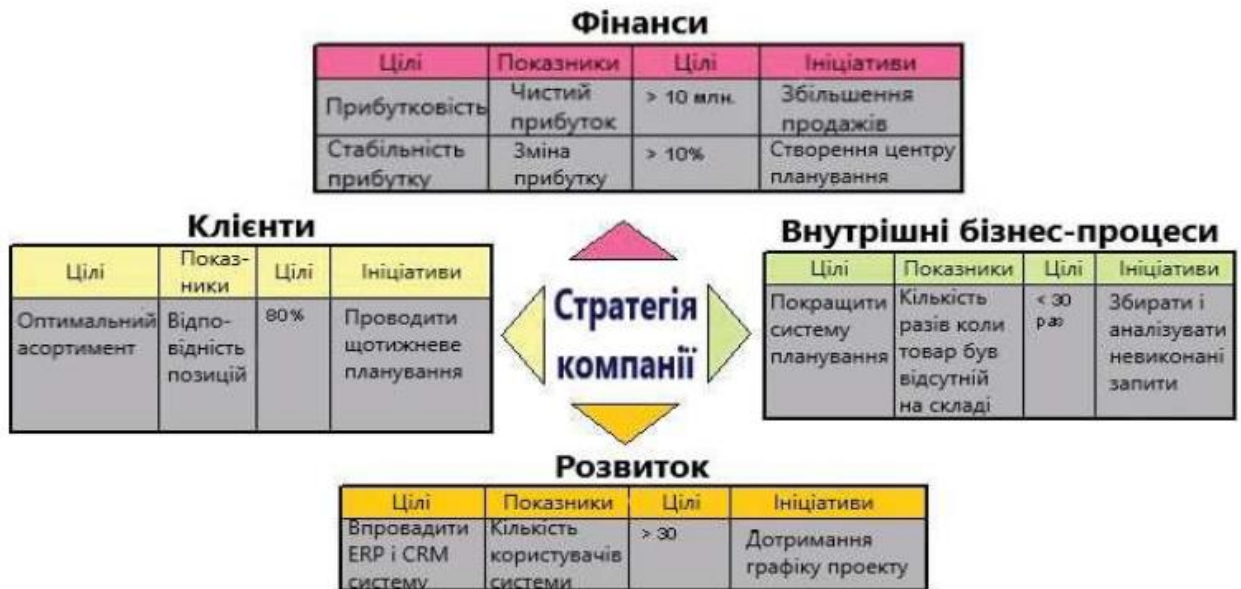 Фінанси
Цілі Показники Цілі Ініціативи
Прибутковість Чистий прибуток > 10 млн. Збільшення продажів
Стабільність прибутку Зміна прибутку > 10% Створення центру планування
Клієнти
Цілі Показ-ники Цілі Ініціативи
Оптимальний асортимент Відпо-відність позицій 80% Проводити щотижневе планування
Стратегія
компанії
Внутрішні бізнес-процеси
Цілі Показники Цілі Ініціативи
Покращити систему планування Кількість разів коли товар був відсутній на складі < 30 раз Збирати і аналізувати невиконані запити
Розвиток
Цілі Показники Цілі Ініціативи
Впровадити ERP і CRM систему Кількість користувачів системи > 30 Дотримання графіку проекту